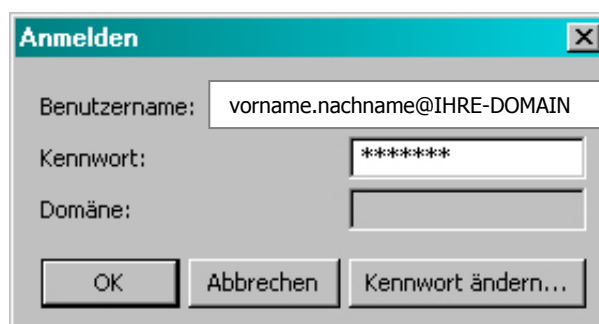 Anmelden
Benutzername: vorname.nachname@IHRE-DOMAIN
Kennwort: *******
Domäne:
OK Abbrechen Kennwort ändern...